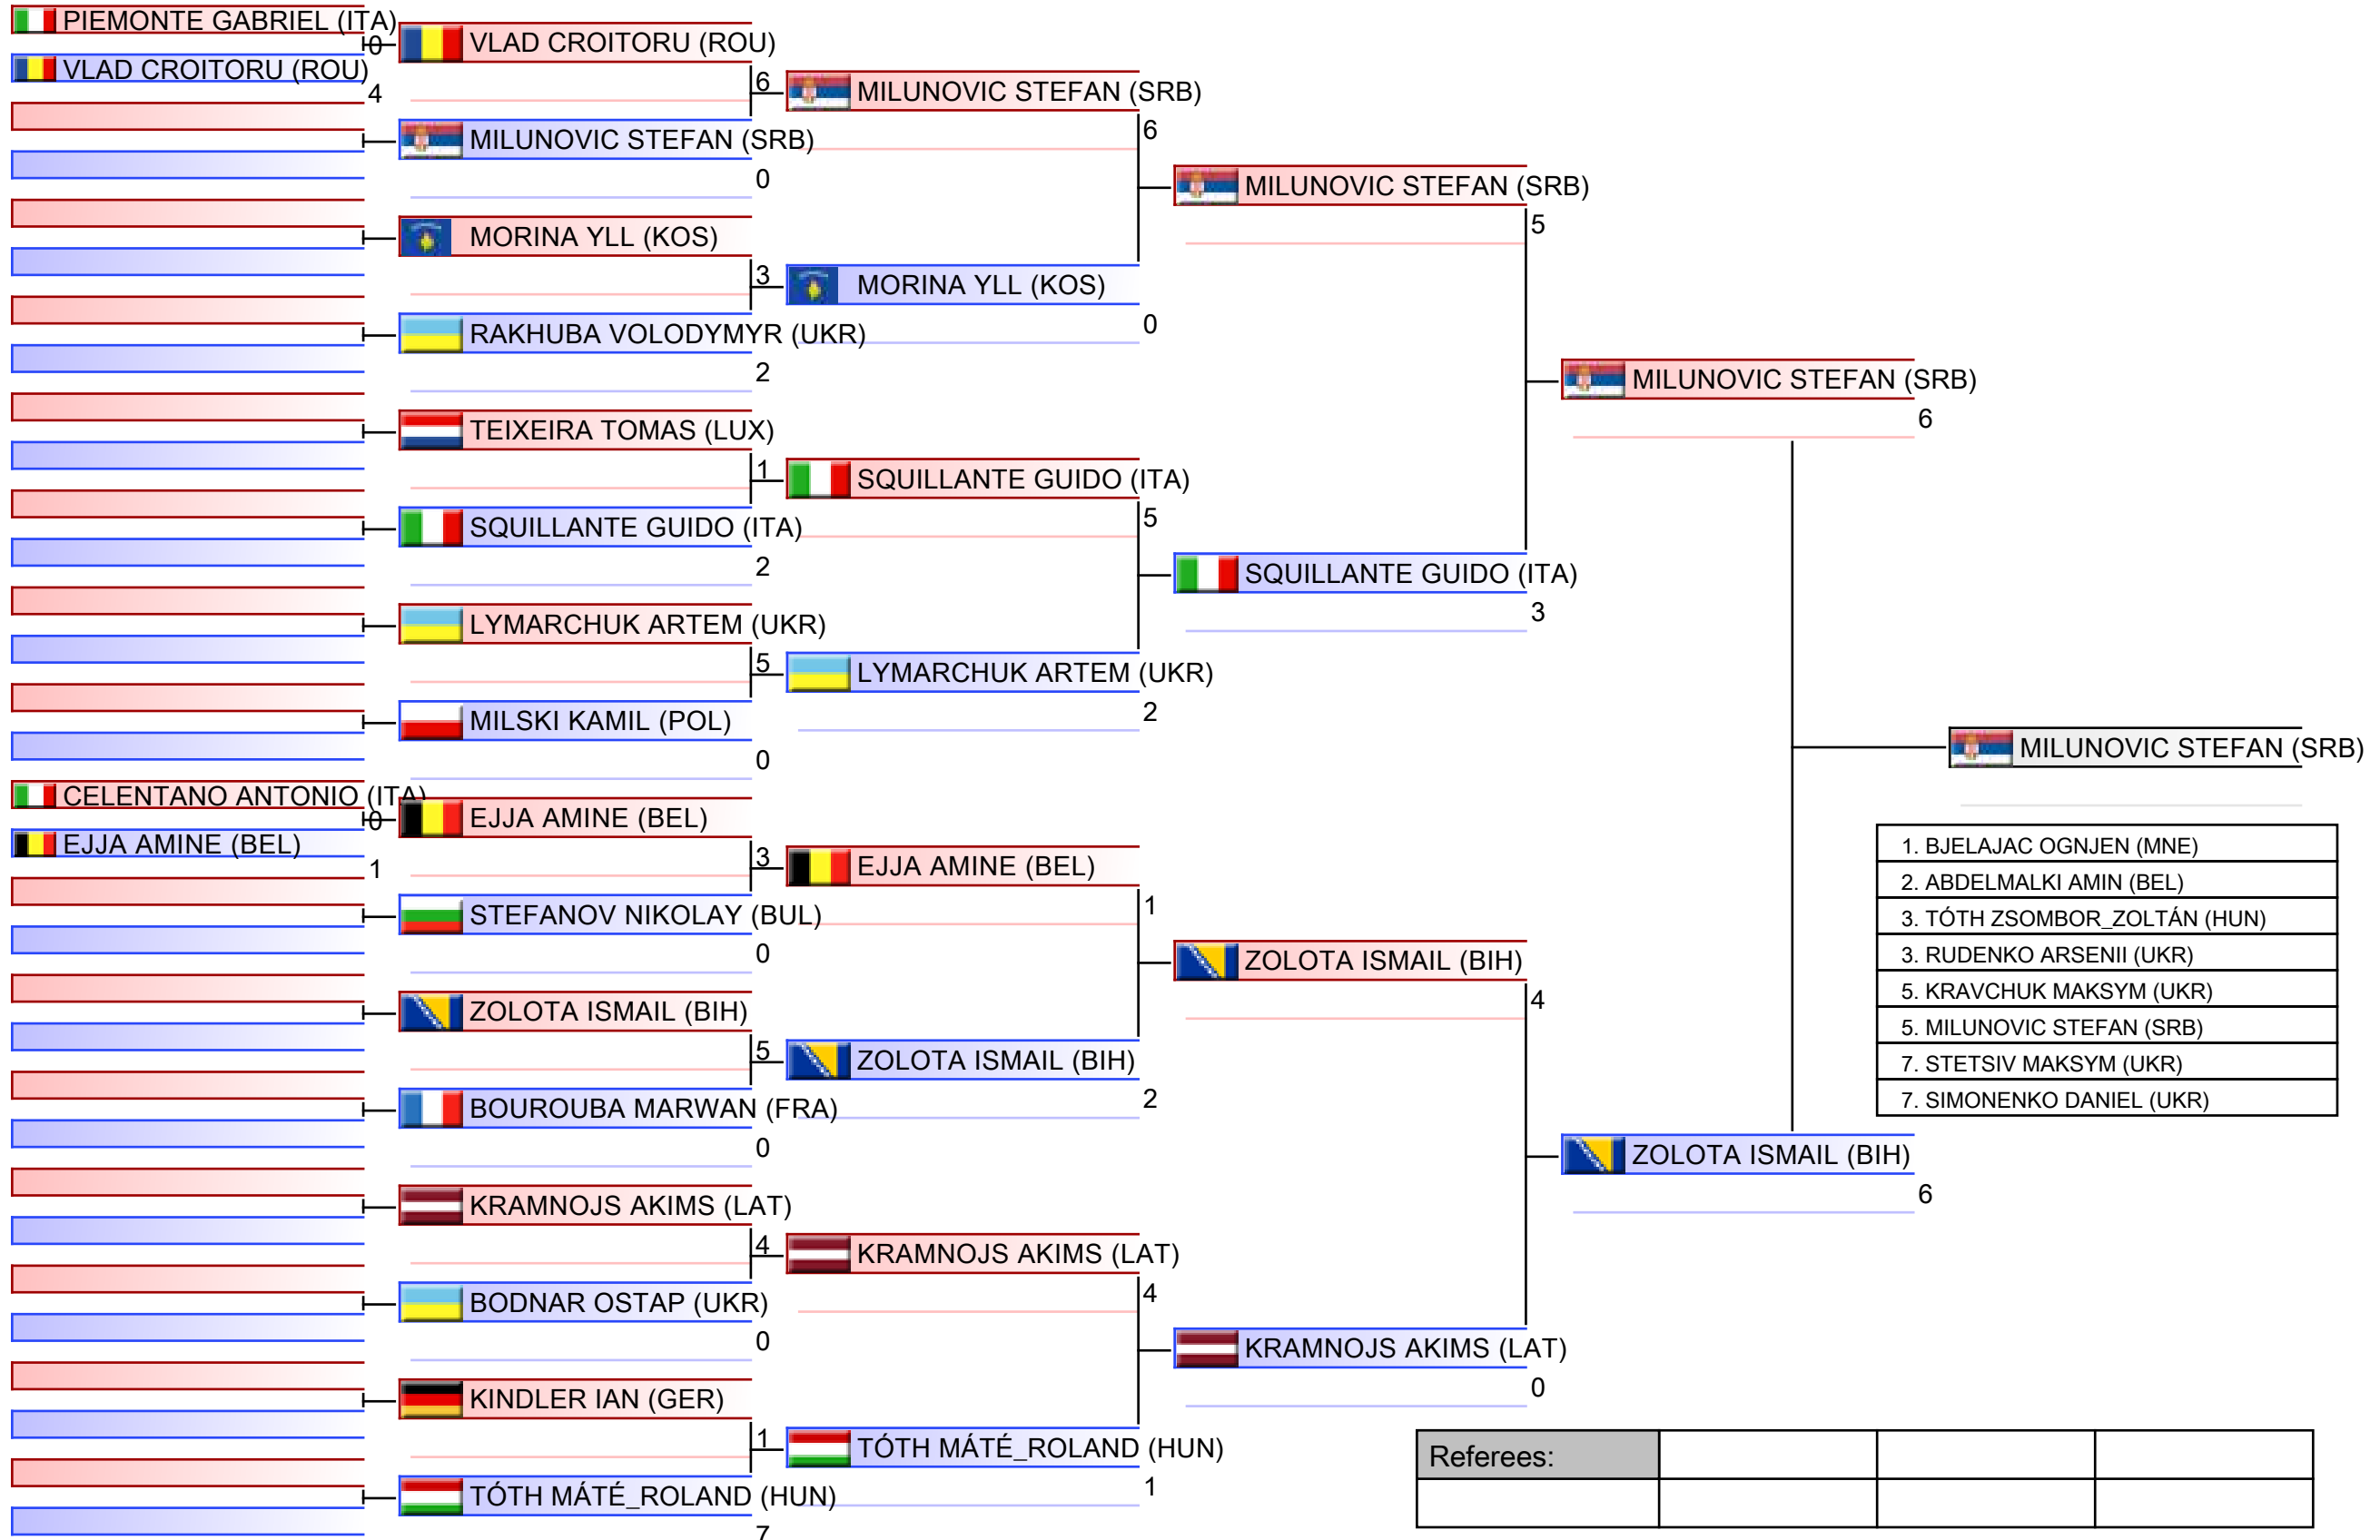 PIEMONTE GABRIEL (ITA)
0
VLAD CROITORU (ROU)
4
CELENTANO ANTONIO (ITA)
0
EJJA AMINE (BEL)
1
VLAD CROITORU (ROU)
6
MILUNOVIC STEFAN (SRB)
0
MORINA YLL (KOS)
3
RAKHUBA VOLODYMYR (UKR)
2
TEIXEIRA TOMAS (LUX)
1
SQUILLANTE GUIDO (ITA)
2
LYMARCHUK ARTEM (UKR)
5
MILSKI KAMIL (POL)
0
EJJA AMINE (BEL)
3
STEFANOV NIKOLAY (BUL)
0
ZOLOTA ISMAIL (BIH)
5
BOUROUBA MARWAN (FRA)
0
KRAMNOJS AKIMS (LAT)
4
BODNAR OSTAP (UKR)
0
KINDLER IAN (GER)
1
TÓTH MÁTÉ_ROLAND (HUN)
7
MILUNOVIC STEFAN (SRB)
6
MORINA YLL (KOS)
0
SQUILLANTE GUIDO (ITA)
5
LYMARCHUK ARTEM (UKR)
2
EJJA AMINE (BEL)
1
ZOLOTA ISMAIL (BIH)
2
KRAMNOJS AKIMS (LAT)
4
TÓTH MÁTÉ_ROLAND (HUN)
1
MILUNOVIC STEFAN (SRB)
5
SQUILLANTE GUIDO (ITA)
3
ZOLOTA ISMAIL (BIH)
4
KRAMNOJS AKIMS (LAT)
0
MILUNOVIC STEFAN (SRB)
6
ZOLOTA ISMAIL (BIH)
6
MILUNOVIC STEFAN (SRB)
1. BJELAJAC OGNJEN (MNE)
2. ABDELMALKI AMIN (BEL)
3. TÓTH ZSOMBOR_ZOLTÁN (HUN)
3. RUDENKO ARSENII (UKR)
5. KRAVCHUK MAKSYM (UKR)
5. MILUNOVIC STEFAN (SRB)
7. STETSIV MAKSYM (UKR)
7. SIMONENKO DANIEL (UKR)
Referees: